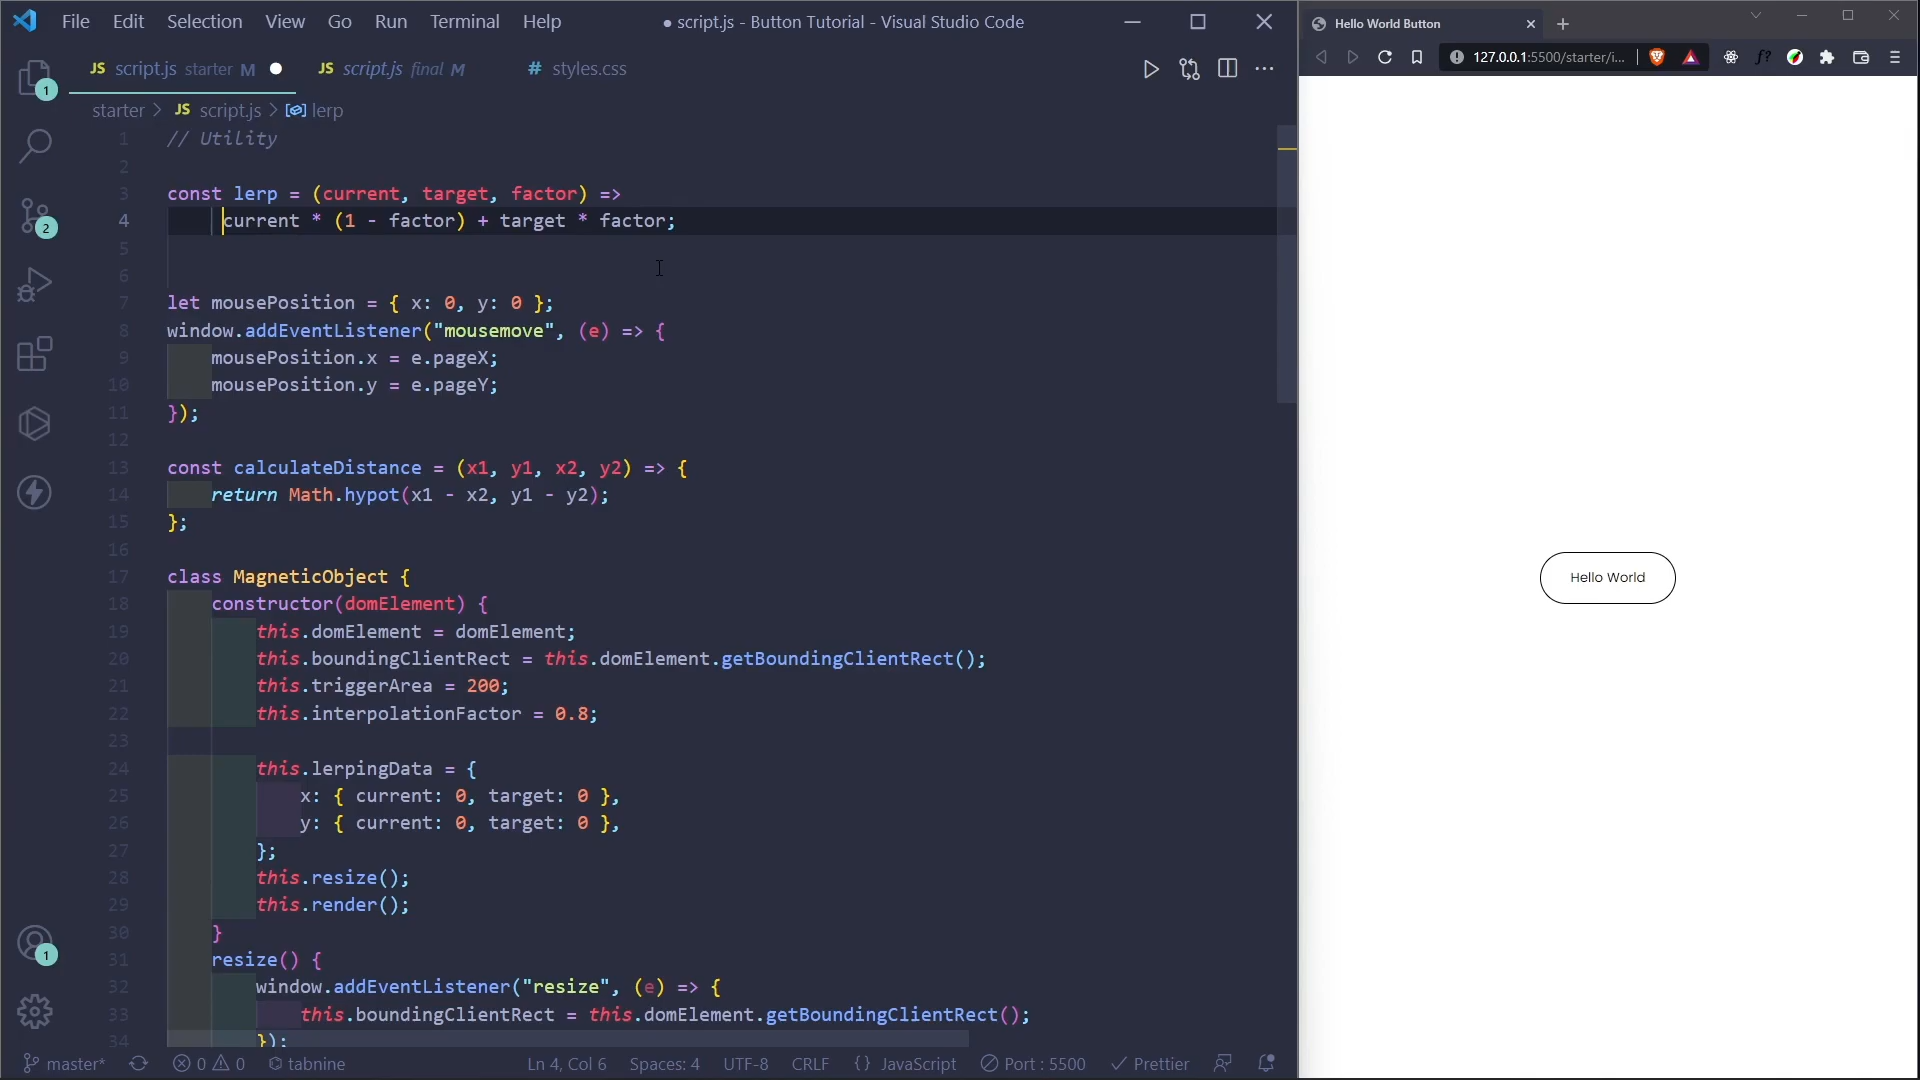 File Edit Selection View Go Run Terminal Help
● script.js - Button Tutorial - Visual Studio Code
JS script.js starter M ●
JS script.js final M
# styles.css
starter > JS script.js > lerp
1 // Utility
2
3 const lerp = (current, target, factor) =>
4 current * (1 - factor) + target * factor;
5
6
7 let mousePosition = { x: 0, y: 0 };
8 window.addEventListener("mousemove", (e) => {
9 mousePosition.x = e.pageX;
10 mousePosition.y = e.pageY;
11 });
12
13 const calculateDistance = (x1, y1, x2, y2) => {
14 return Math.hypot(x1 - x2, y1 - y2);
15 };
16
17 class MagneticObject {
18 constructor(domElement) {
19 this.domElement = domElement;
20 this.boundingClientRect = this.domElement.getBoundingClientRect();
21 this.triggerArea = 200;
22 this.interpolationFactor = 0.8;
23
24 this.lerpingData = {
25 x: { current: 0, target: 0 },
26 y: { current: 0, target: 0 },
27 };
28 this.resize();
29 this.render();
30 }
31 resize() {
32 window.addEventListener("resize", (e) => {
33 this.boundingClientRect = this.domElement.getBoundingClientRect();
34 });
1
2
1
master* 0 0 tabnine Ln 4, Col 6 Spaces: 4 UTF-8 CRLF {} JavaScript Port : 5500 Prettier
Hello World Button
127.0.0.1:5500/starter/i...
f?
Hello World